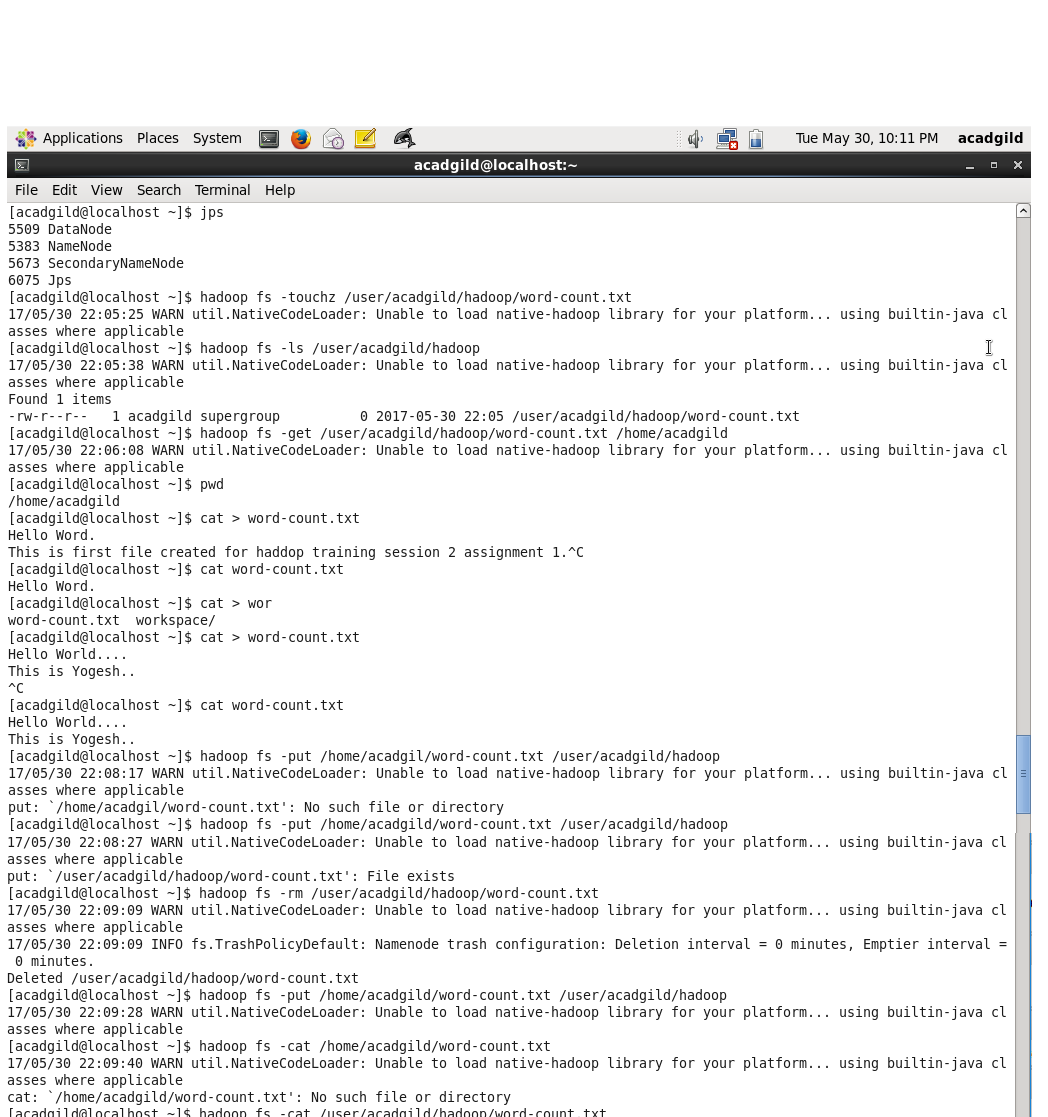 Applications Places System Tue May 30, 10:11 PM acadgild
acadgild@localhost:~
File Edit View Search Terminal Help
[acadgild@localhost ~]$ jps
5509 DataNode
5383 NameNode
5673 SecondaryNameNode
6075 Jps
[acadgild@localhost ~]$ hadoop fs -touchz /user/acadgild/hadoop/word-count.txt
17/05/30 22:05:25 WARN util.NativeCodeLoader: Unable to load native-hadoop library for your platform... using builtin-java cl
asses where applicable
[acadgild@localhost ~]$ hadoop fs -ls /user/acadgild/hadoop
17/05/30 22:05:38 WARN util.NativeCodeLoader: Unable to load native-hadoop library for your platform... using builtin-java cl
asses where applicable
Found 1 items
-rw-r--r--   1 acadgild supergroup          0 2017-05-30 22:05 /user/acadgild/hadoop/word-count.txt
[acadgild@localhost ~]$ hadoop fs -get /user/acadgild/hadoop/word-count.txt /home/acadgild
17/05/30 22:06:08 WARN util.NativeCodeLoader: Unable to load native-hadoop library for your platform... using builtin-java cl
asses where applicable
[acadgild@localhost ~]$ pwd
/home/acadgild
[acadgild@localhost ~]$ cat > word-count.txt
Hello Word.
This is first file created for haddop training session 2 assignment 1.^C
[acadgild@localhost ~]$ cat word-count.txt
Hello Word.
[acadgild@localhost ~]$ cat > wor
word-count.txt  workspace/
[acadgild@localhost ~]$ cat > word-count.txt
Hello World....
This is Yogesh..
^C
[acadgild@localhost ~]$ cat word-count.txt
Hello World....
This is Yogesh..
[acadgild@localhost ~]$ hadoop fs -put /home/acadgil/word-count.txt /user/acadgild/hadoop
17/05/30 22:08:17 WARN util.NativeCodeLoader: Unable to load native-hadoop library for your platform... using builtin-java cl
asses where applicable
put: `/home/acadgil/word-count.txt': No such file or directory
[acadgild@localhost ~]$ hadoop fs -put /home/acadgild/word-count.txt /user/acadgild/hadoop
17/05/30 22:08:27 WARN util.NativeCodeLoader: Unable to load native-hadoop library for your platform... using builtin-java cl
asses where applicable
put: `/user/acadgild/hadoop/word-count.txt': File exists
[acadgild@localhost ~]$ hadoop fs -rm /user/acadgild/hadoop/word-count.txt
17/05/30 22:09:09 WARN util.NativeCodeLoader: Unable to load native-hadoop library for your platform... using builtin-java cl
asses where applicable
17/05/30 22:09:09 INFO fs.TrashPolicyDefault: Namenode trash configuration: Deletion interval = 0 minutes, Emptier interval =
 0 minutes.
Deleted /user/acadgild/hadoop/word-count.txt
[acadgild@localhost ~]$ hadoop fs -put /home/acadgild/word-count.txt /user/acadgild/hadoop
17/05/30 22:09:28 WARN util.NativeCodeLoader: Unable to load native-hadoop library for your platform... using builtin-java cl
asses where applicable
[acadgild@localhost ~]$ hadoop fs -cat /home/acadgild/word-count.txt
17/05/30 22:09:40 WARN util.NativeCodeLoader: Unable to load native-hadoop library for your platform... using builtin-java cl
asses where applicable
cat: `/home/acadgild/word-count.txt': No such file or directory
[acadgild@localhost ~]$ hadoop fs -cat /user/acadgild/hadoop/word-count.txt